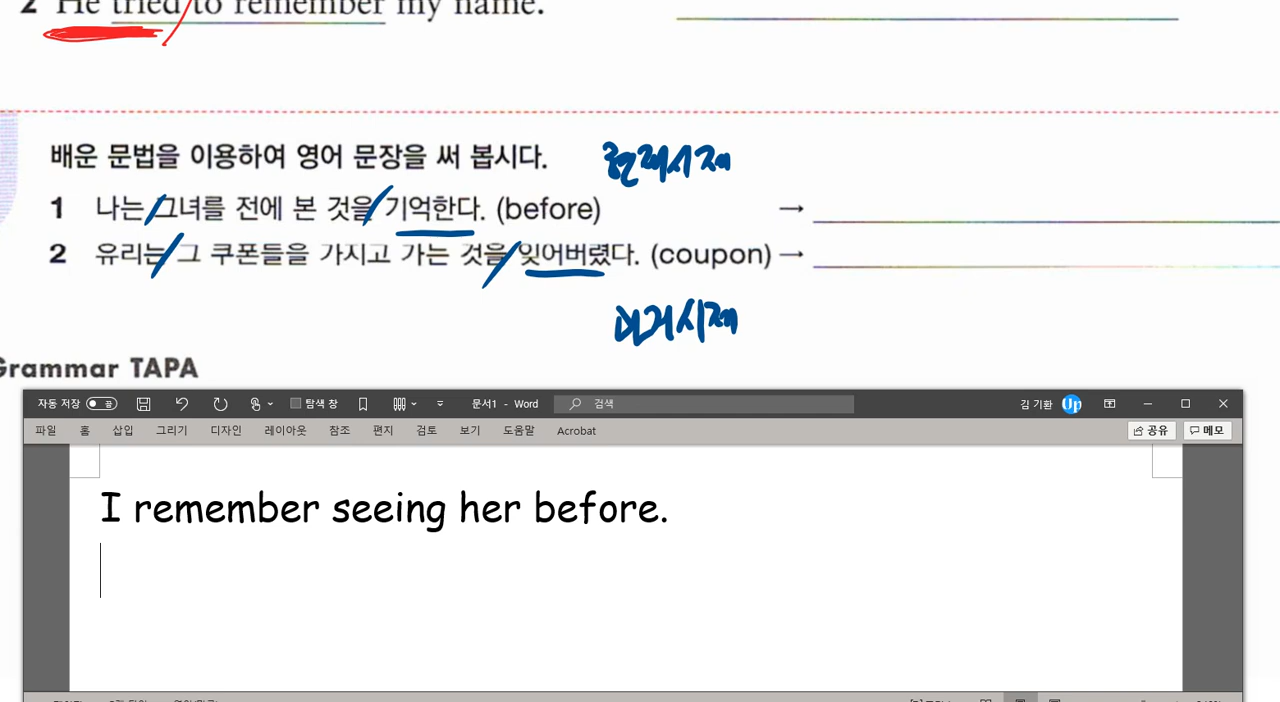 2 He tried to remember my name.
배운 문법을 이용하여 영어 문장을 써 봅시다. 현재시제
1 나는 그녀를 전에 본 것을 기억한다. (before) →
2 유리는 그 쿠폰들을 가지고 가는 것을 잊어버렸다. (coupon) →
과거시제
Grammar TAPA
자동 저장 끔 탐색 창 문서1 - Word 검색 김 기환 Up
파일 홈 삽입 그리기 디자인 레이아웃 참조 편지 검토 보기 도움말 Acrobat 공유 메모
I remember seeing her before.